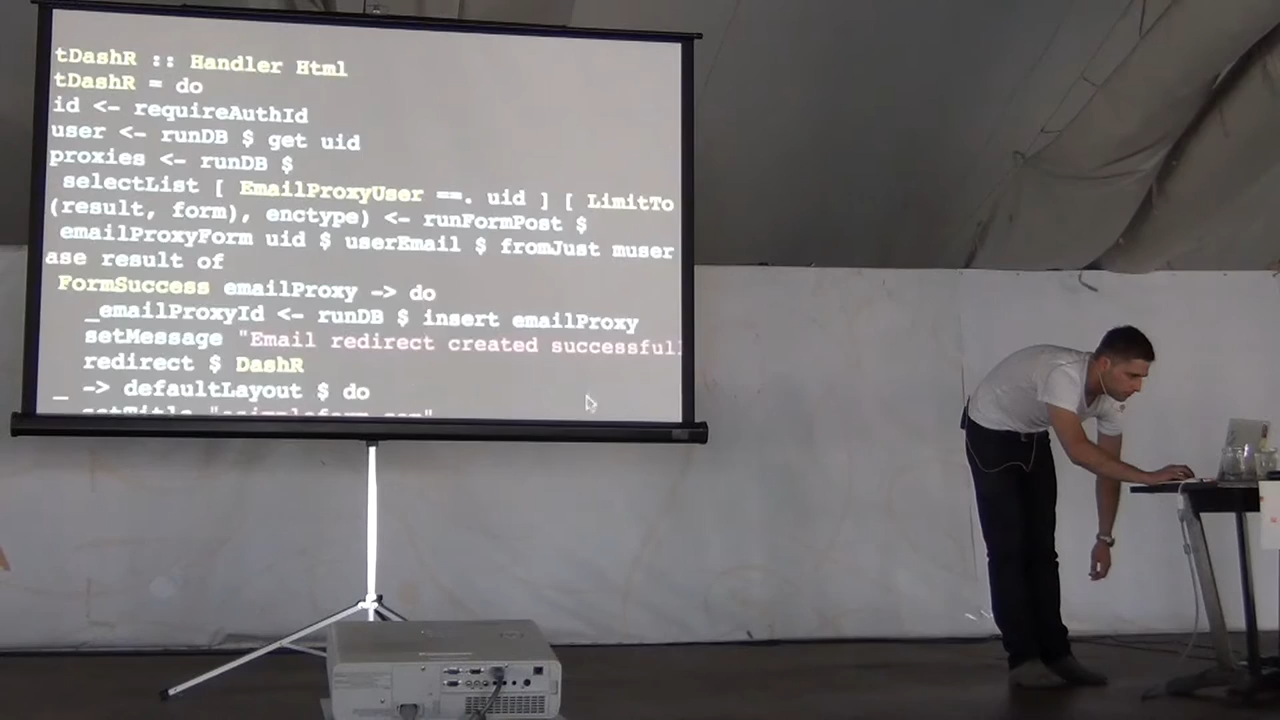 tDashR :: Handler Html
tDashR = do
id <- requireAuthId
user <- runDB $ get uid
proxies <- runDB $
selectList [ EmailProxyUser ==. uid ] [ LimitTo
(result, form), enctype) <- runFormPost $
emailProxyForm uid $ userEmail $ fromJust muser
ase result of
FormSuccess emailProxy -> do
_emailProxyId <- runDB $ insert emailProxy
setMessage "Email redirect created successful
redirect $ DashR
_ -> defaultLayout $ do
setTitle